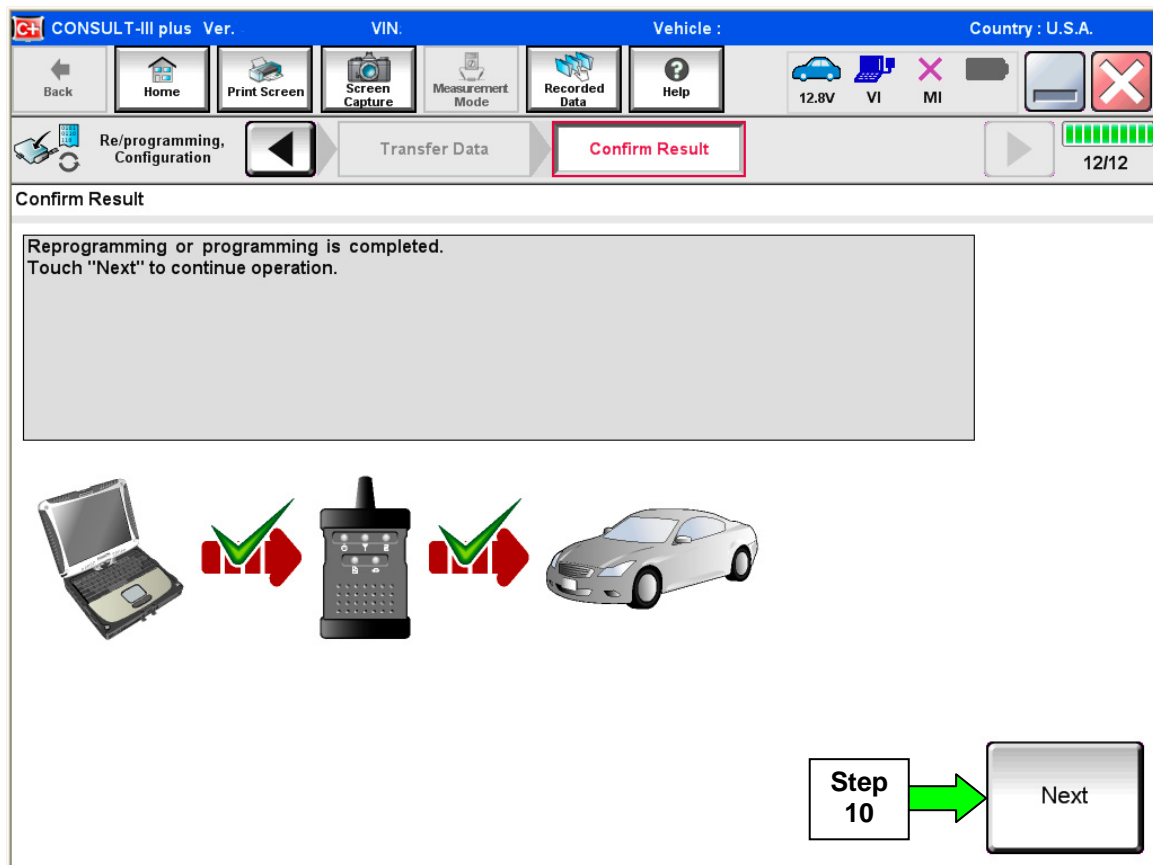 C+ CONSULT-III plus Ver. VIN: Vehicle : Country : U.S.A.
Back
Home
Print Screen
Screen
Capture
Measurement
Mode
Recorded
Data
Help
12.8V
VI
MI
Re/programming,
Configuration
Transfer Data
Confirm Result
12/12
Confirm Result
Reprogramming or programming is completed.
Touch "Next" to continue operation.
Step
10
Next